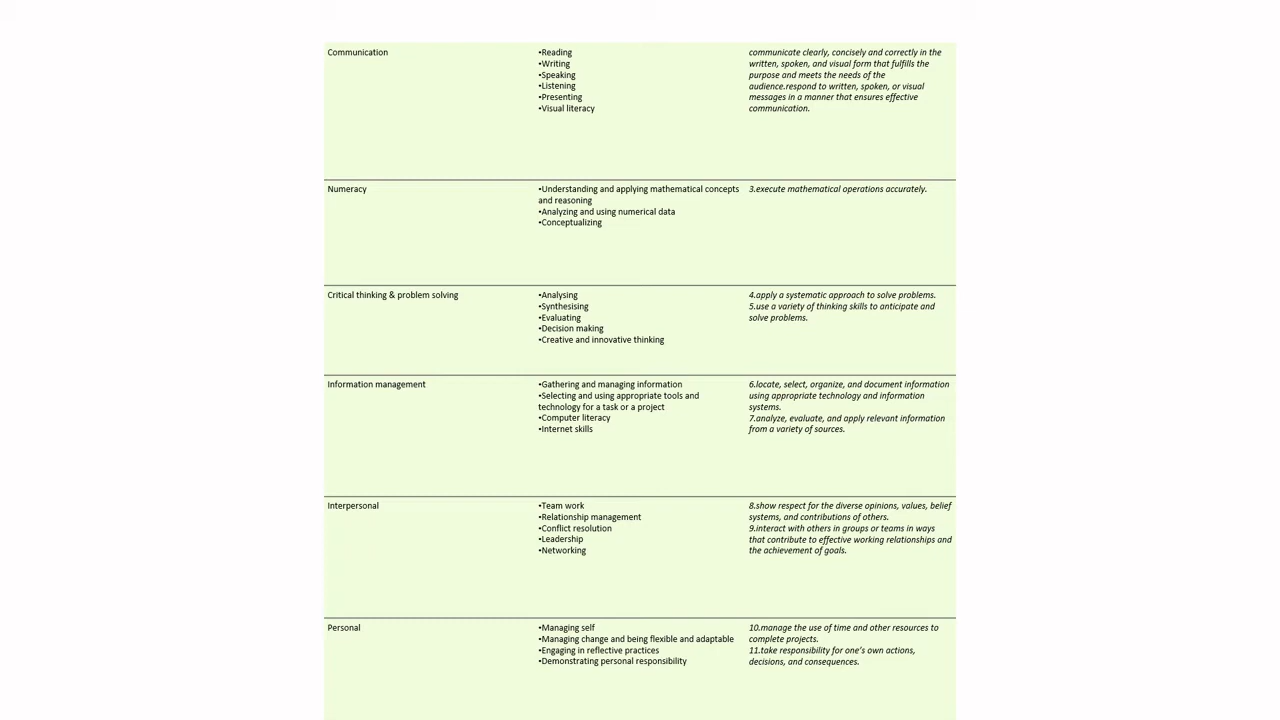 Communication
•Reading
•Writing
•Speaking
•Listening
•Presenting
•Visual literacy
communicate clearly, concisely and correctly in the
written, spoken, and visual form that fulfills the
purpose and meets the needs of the
audience.respond to written, spoken, or visual
messages in a manner that ensures effective
communication.
Numeracy
•Understanding and applying mathematical concepts
and reasoning
•Analyzing and using numerical data
•Conceptualizing
3.execute mathematical operations accurately.
Critical thinking & problem solving
•Analysing
•Synthesising
•Evaluating
•Decision making
•Creative and innovative thinking
4.apply a systematic approach to solve problems.
5.use a variety of thinking skills to anticipate and
solve problems.
Information management
•Gathering and managing information
•Selecting and using appropriate tools and
technology for a task or a project
•Computer literacy
•Internet skills
6.locate, select, organize, and document information
using appropriate technology and information
systems.
7.analyze, evaluate, and apply relevant information
from a variety of sources.
Interpersonal
•Team work
•Relationship management
•Conflict resolution
•Leadership
•Networking
8.show respect for the diverse opinions, values, belief
systems, and contributions of others.
9.interact with others in groups or teams in ways
that contribute to effective working relationships and
the achievement of goals.
Personal
•Managing self
•Managing change and being flexible and adaptable
•Engaging in reflective practices
•Demonstrating personal responsibility
10.manage the use of time and other resources to
complete projects.
11.take responsibility for one's own actions,
decisions, and consequences.